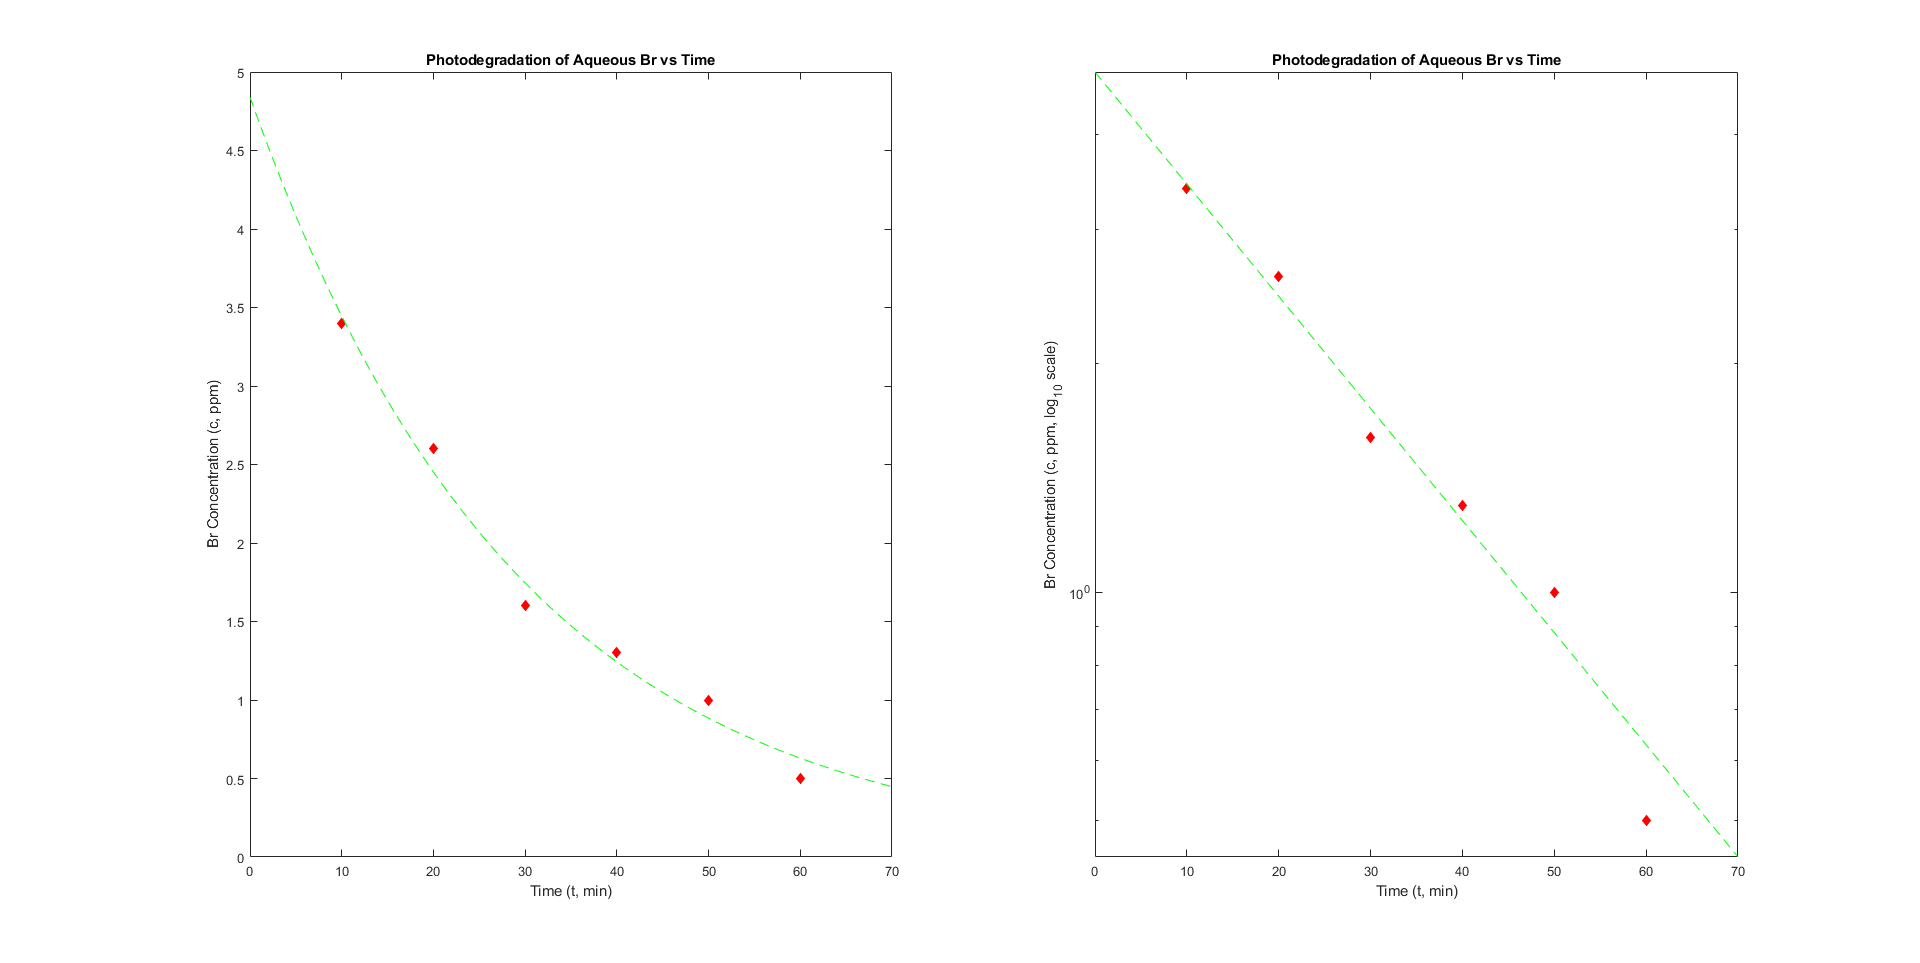 Photodegradation of Aqueous Br vs Time
5
4.5
4
3.5
3
2.5
2
1.5
1
0.5
0
Br Concentration (c, ppm)
0 10 20 30 40 50 60 70
Time (t, min)
Photodegradation of Aqueous Br vs Time
Br Concentration (c, ppm, log₁₀ scale)
10⁰
0 10 20 30 40 50 60 70
Time (t, min)